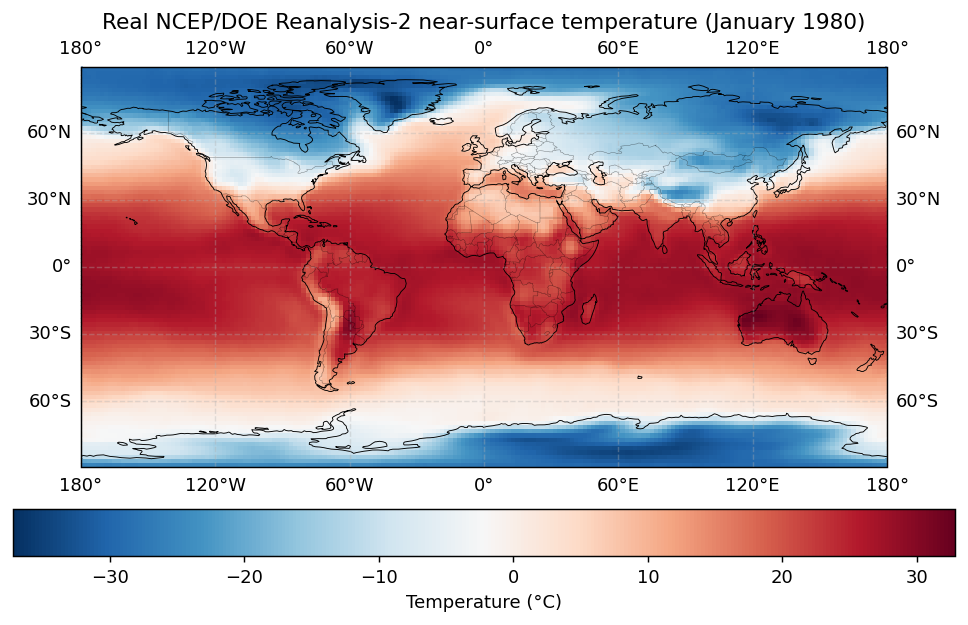 Real NCEP/DOE Reanalysis-2 near-surface temperature (January 1980)
180° 120°W 60°W 0° 60°E 120°E 180°
60°N 60°N
30°N 30°N
0° 0°
30°S 30°S
60°S 60°S
180° 120°W 60°W 0° 60°E 120°E 180°
−30 −20 −10 0 10 20 30
Temperature (°C)